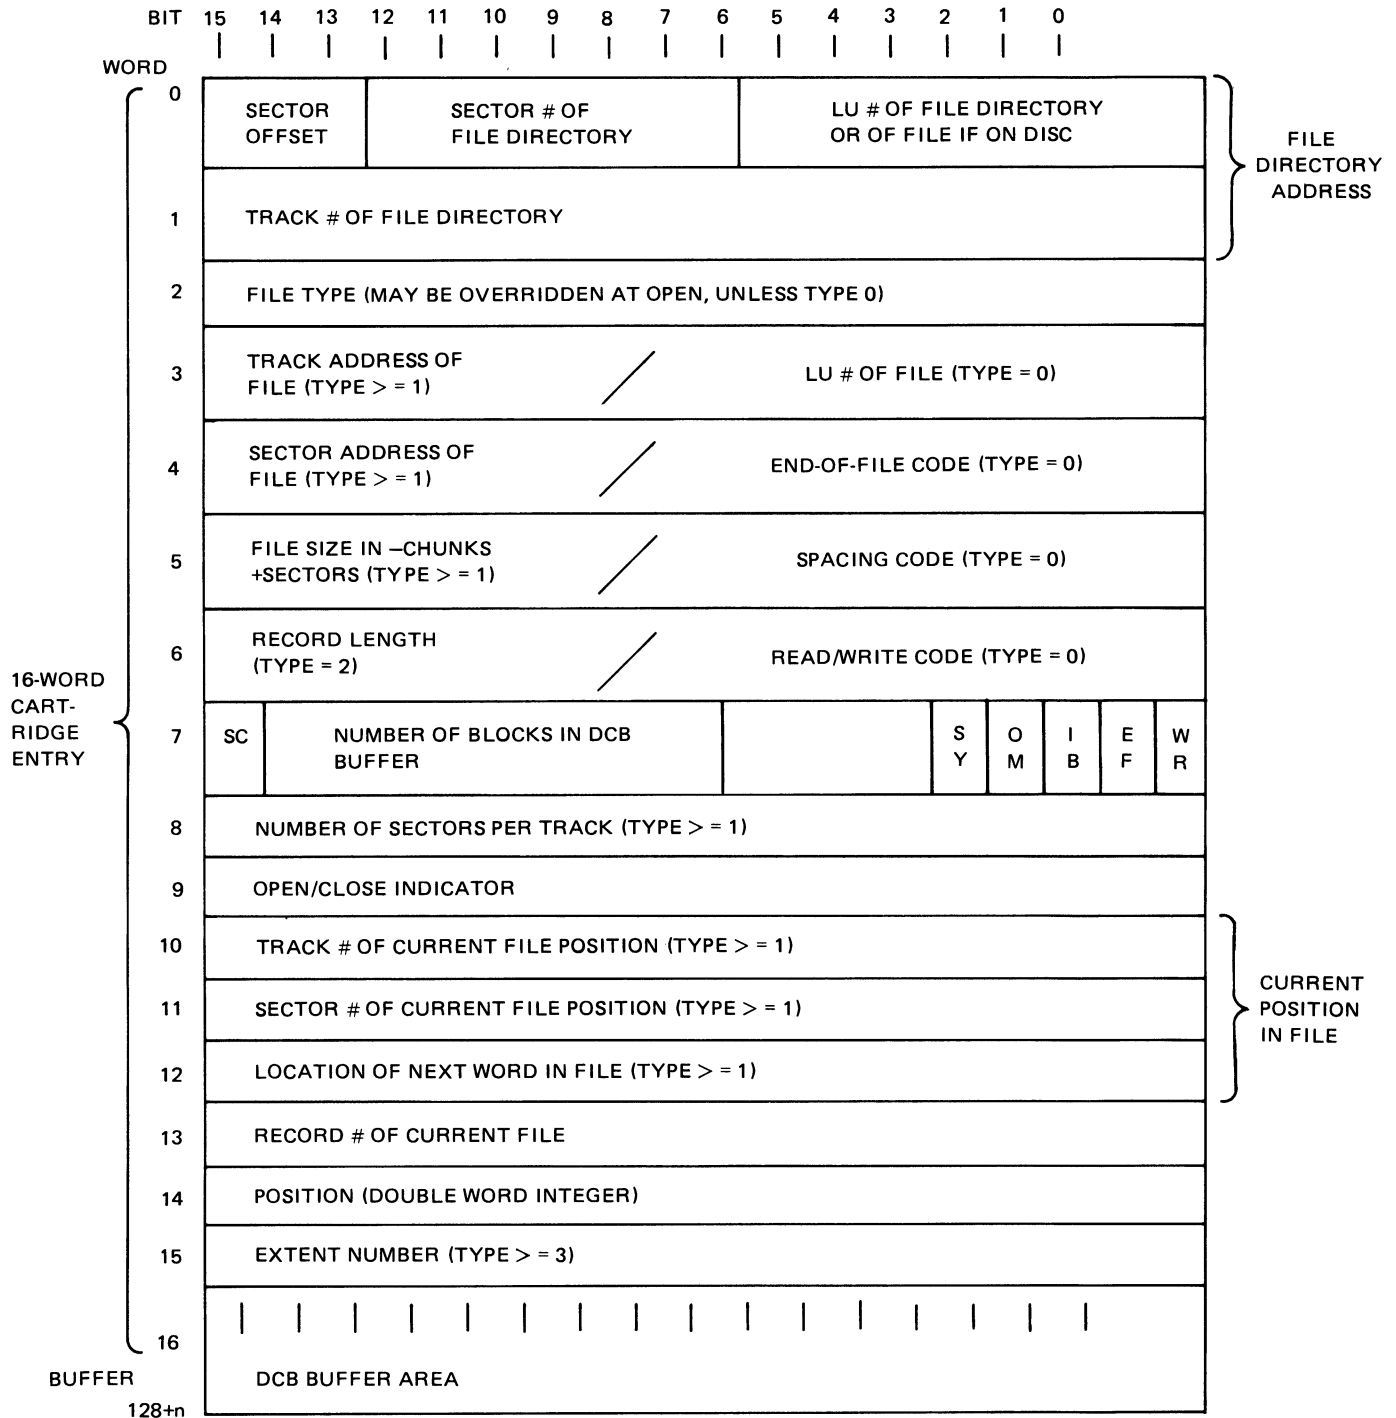 BIT 15 14 13 12 11 10 9 8 7 6 5 4 3 2 1 0
WORD
0
SECTOR
OFFSET
SECTOR # OF
FILE DIRECTORY
LU # OF FILE DIRECTORY
OR OF FILE IF ON DISC
FILE
DIRECTORY
ADDRESS
1 TRACK # OF FILE DIRECTORY
2 FILE TYPE (MAY BE OVERRIDDEN AT OPEN, UNLESS TYPE 0)
3
TRACK ADDRESS OF
FILE (TYPE > = 1)
LU # OF FILE (TYPE = 0)
4
SECTOR ADDRESS OF
FILE (TYPE > = 1)
END-OF-FILE CODE (TYPE = 0)
5
FILE SIZE IN –CHUNKS
+SECTORS (TYPE > = 1)
SPACING CODE (TYPE = 0)
6
RECORD LENGTH
(TYPE = 2)
READ/WRITE CODE (TYPE = 0)
16-WORD
CART-
RIDGE
ENTRY
7
SC
NUMBER OF BLOCKS IN DCB
BUFFER
S
Y
O
M
I
B
E
F
W
R
8 NUMBER OF SECTORS PER TRACK (TYPE > = 1)
9 OPEN/CLOSE INDICATOR
10 TRACK # OF CURRENT FILE POSITION (TYPE > = 1)
11 SECTOR # OF CURRENT FILE POSITION (TYPE > = 1)
12 LOCATION OF NEXT WORD IN FILE (TYPE > = 1)
CURRENT
POSITION
IN FILE
13 RECORD # OF CURRENT FILE
14 POSITION (DOUBLE WORD INTEGER)
15 EXTENT NUMBER (TYPE > = 3)
16
BUFFER DCB BUFFER AREA
128+n